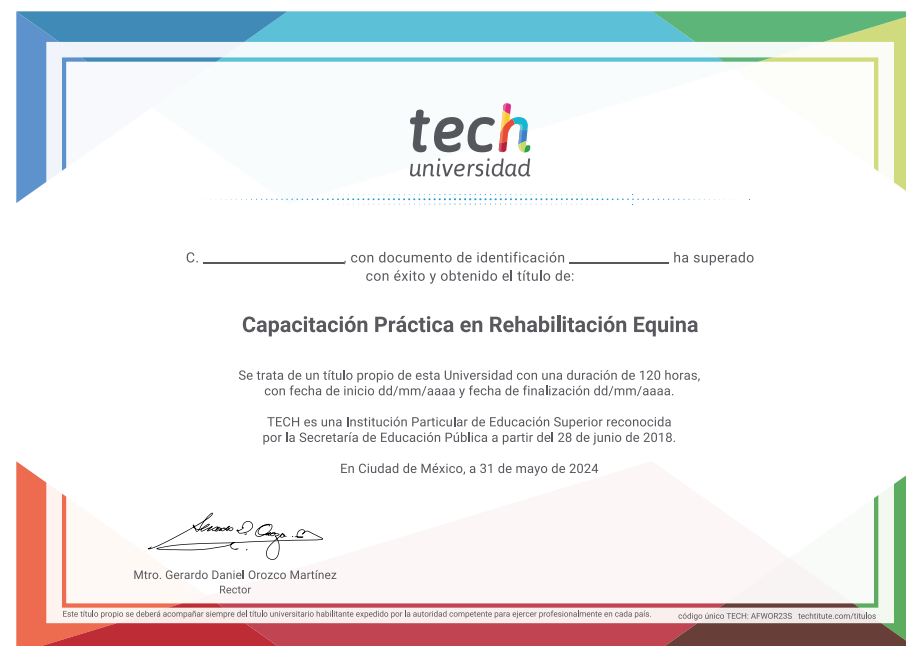 tech
universidad
C. ____________________, con documento de identificación ______________ ha superado
con éxito y obtenido el título de:
Capacitación Práctica en Rehabilitación Equina
Se trata de un título propio de esta Universidad con una duración de 120 horas,
con fecha de inicio dd/mm/aaaa y fecha de finalización dd/mm/aaaa.
TECH es una Institución Particular de Educación Superior reconocida
por la Secretaría de Educación Pública a partir del 28 de junio de 2018.
En Ciudad de México, a 31 de mayo de 2024
Mtro. Gerardo Daniel Orozco Martínez
Rector
Este título propio se deberá acompañar siempre del título universitario habilitante expedido por la autoridad competente para ejercer profesionalmente en cada país. código único TECH: AFWOR23S techtitute.com/titulos